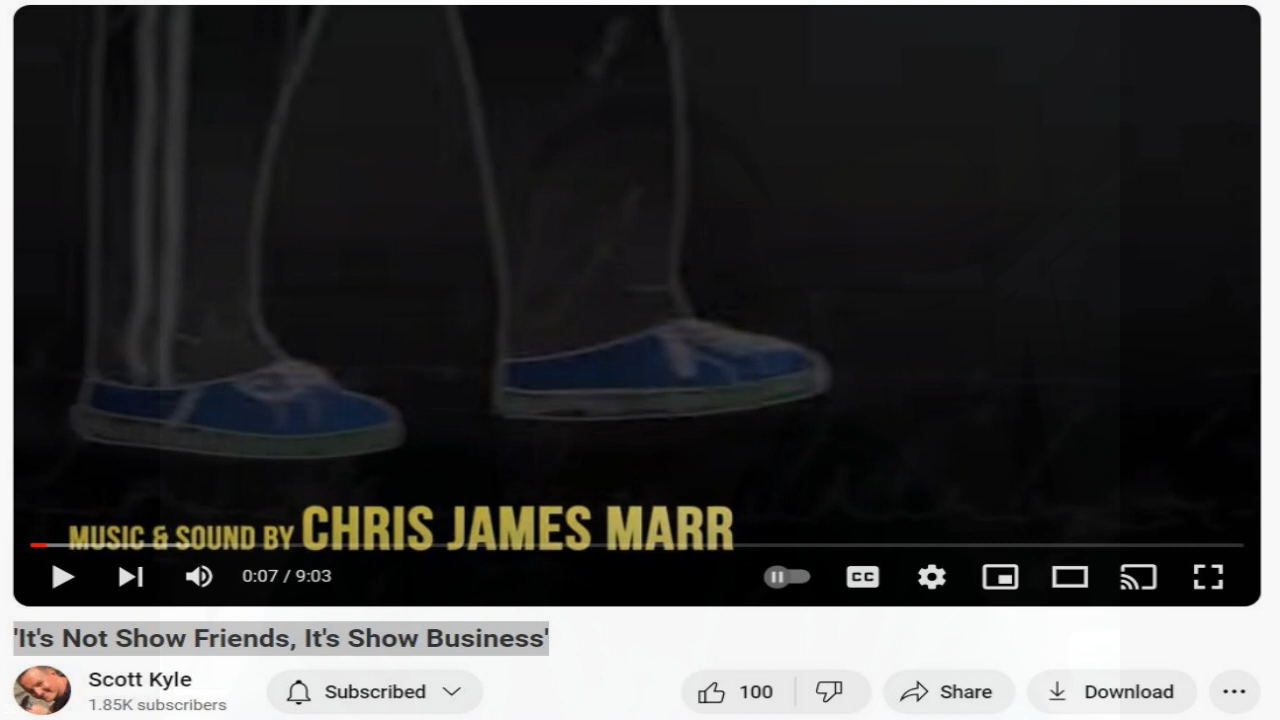 MUSIC & SOUND BY CHRIS JAMES MARR
0:07 / 9:03
CC
'It's Not Show Friends, It's Show Business'
Scott Kyle
1.85K subscribers
Subscribed
100
Share
Download